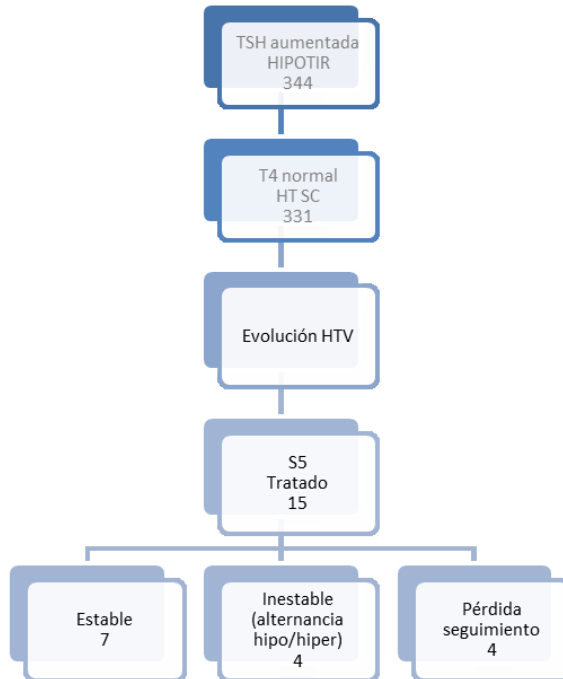 TSH aumentada
HIPOTIR
344
T4 normal
HT SC
331
Evolución HTV
S5
Tratado
15
Estable
7
Inestable
(alternancia
hipo/hiper)
4
Pérdida
seguimiento
4